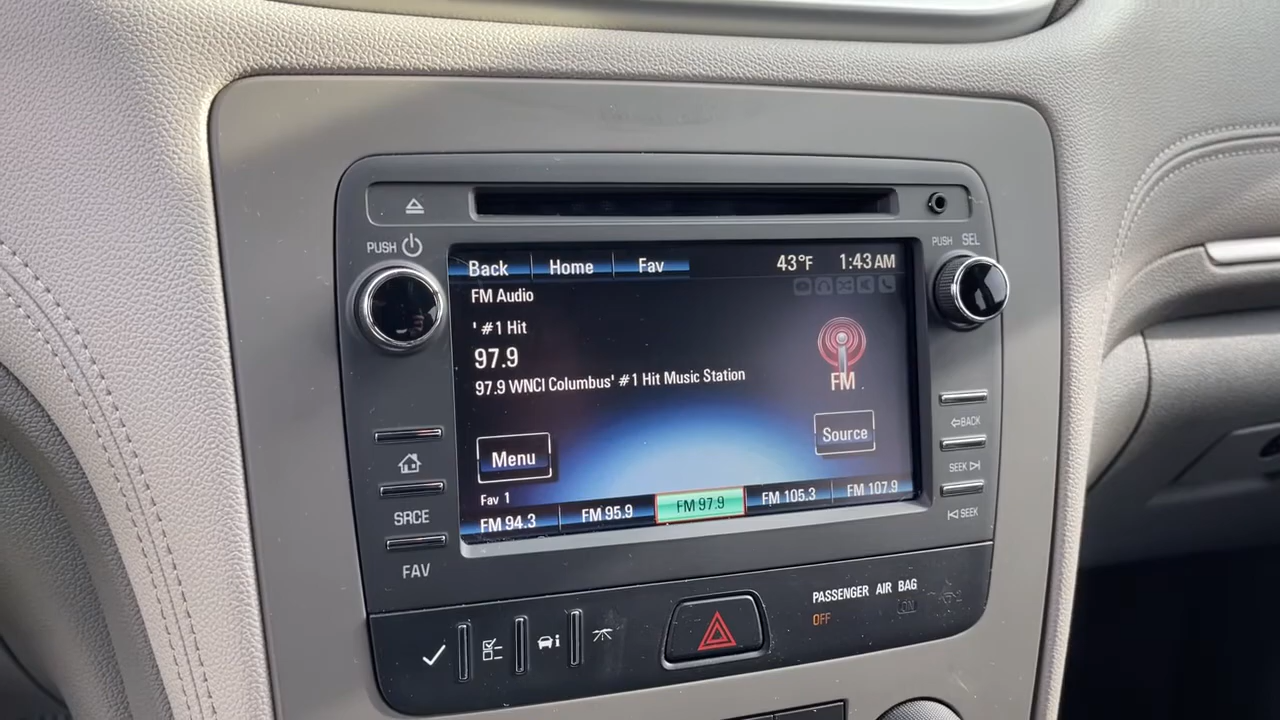 PUSH
PUSH SEL
Back Home Fav 43°F 1:43 AM
FM Audio
' #1 Hit
97.9
97.9 WNCI Columbus' #1 Hit Music Station
FM
Menu
Source
Fav 1
FM 94.3 FM 95.9 FM 97.9 FM 105.3 FM 107.9
SRCE
FAV
BACK
SEEK
SEEK
PASSENGER AIR BAG
OFF
ON